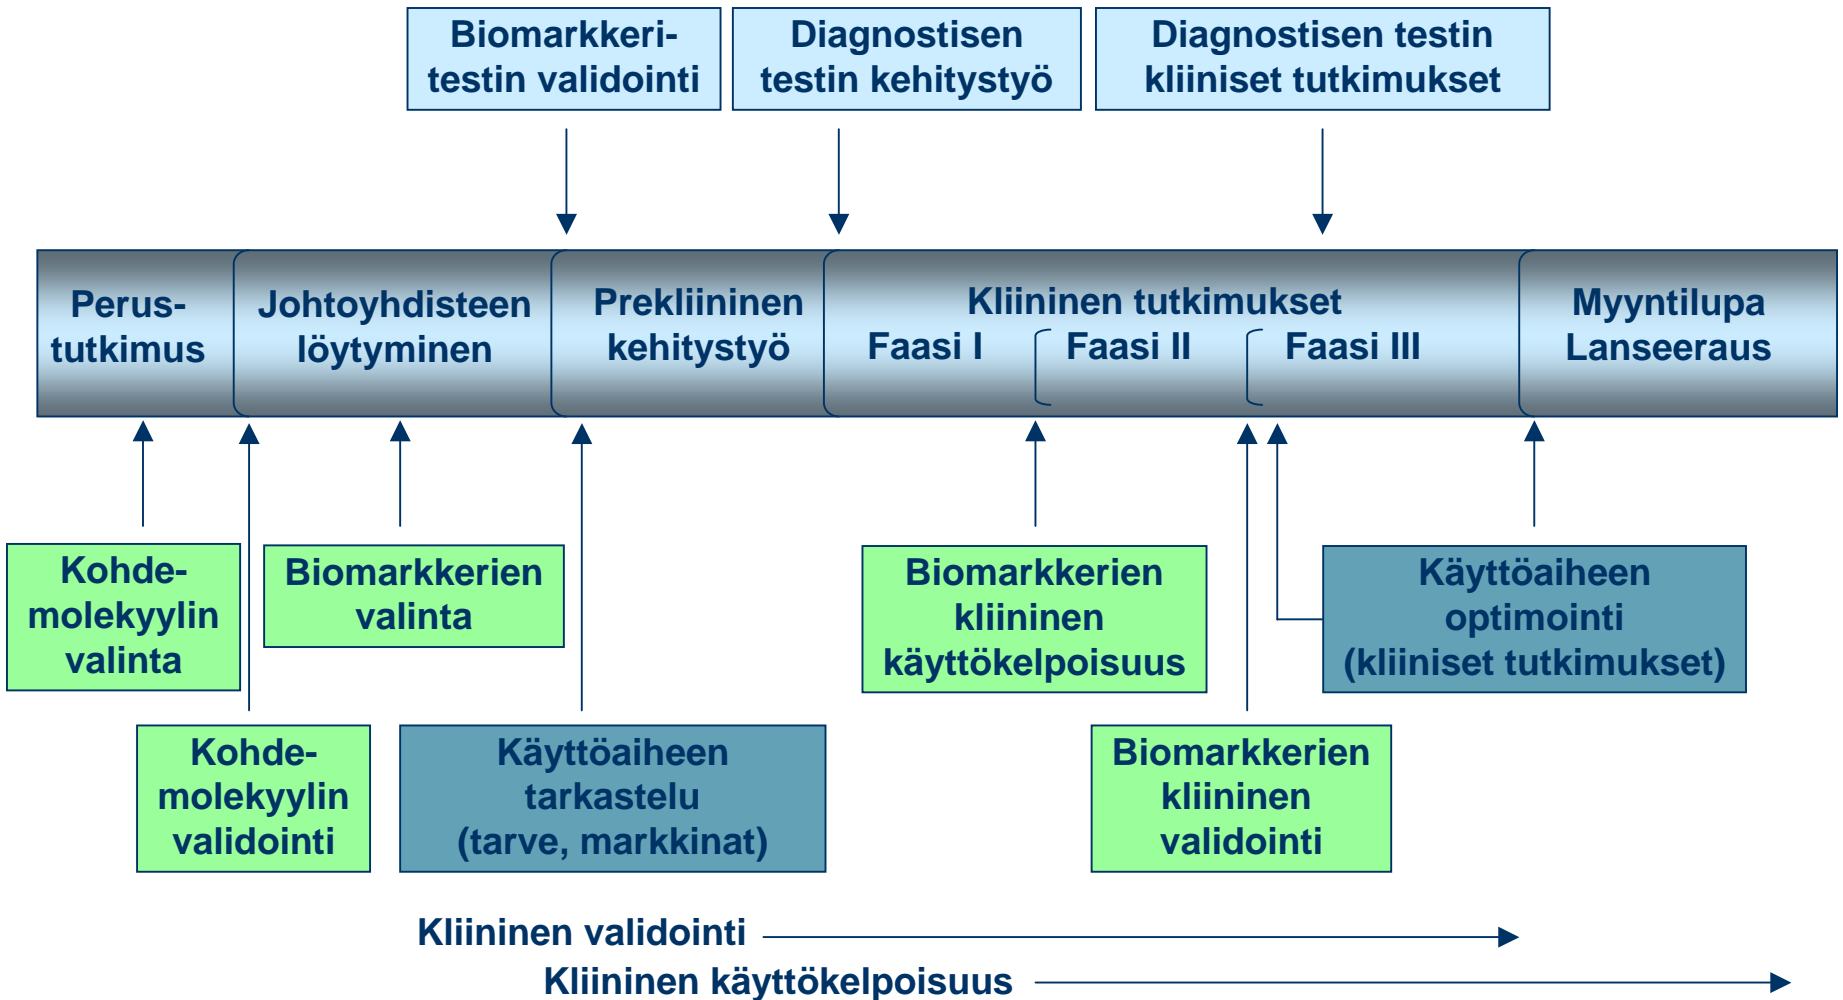 Biomarkkeri-
testin validointi
Diagnostisen
testin kehitystyö
Diagnostisen testin
kliiniset tutkimukset
Perus-
tutkimus
Johtoyhdisteen
löytyminen
Prekliininen
kehitystyö
Kliininen tutkimukset
Faasi I
Faasi II
Faasi III
Myyntilupa
Lanseeraus
Kohde-
molekyylin
valinta
Biomarkkerien
valinta
Biomarkkerien
kliininen
käyttökelpoisuus
Käyttöaiheen
optimointi
(kliiniset tutkimukset)
Kohde-
molekyylin
validointi
Käyttöaiheen
tarkastelu
(tarve, markkinat)
Biomarkkerien
kliininen
validointi
Kliininen validointi
Kliininen käyttökelpoisuus